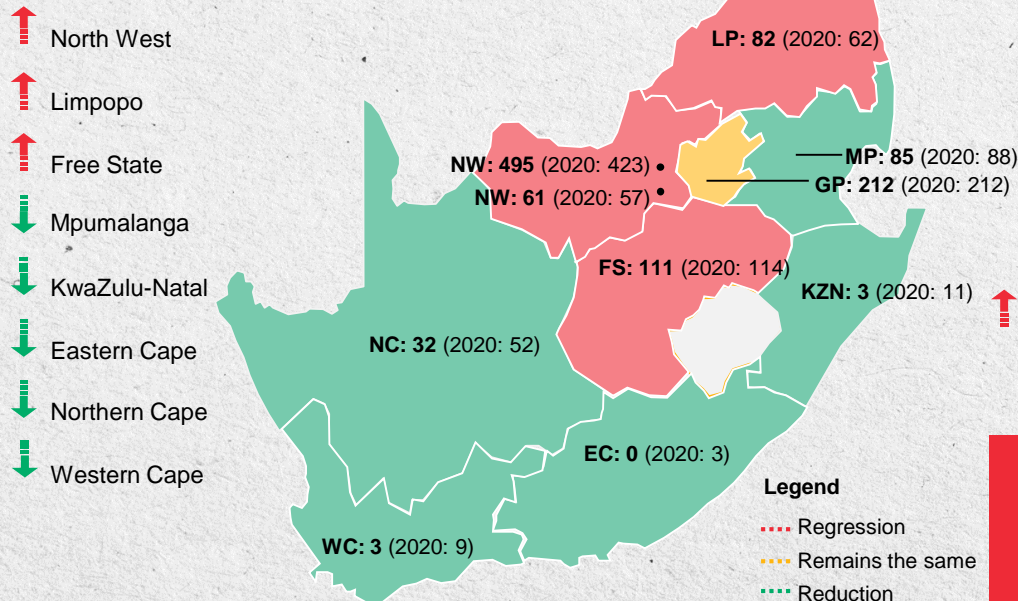 North West
Limpopo
Free State
Mpumalanga
KwaZulu-Natal
Eastern Cape
Northern Cape
Western Cape
LP: 82 (2020: 62)
NW: 495 (2020: 423)
NW: 61 (2020: 57)
MP: 85 (2020: 88)
GP: 212 (2020: 212)
FS: 111 (2020: 114)
KZN: 3 (2020: 11)
NC: 32 (2020: 52)
EC: 0 (2020: 3)
WC: 3 (2020: 9)
Legend
Regression
Remains the same
Reduction